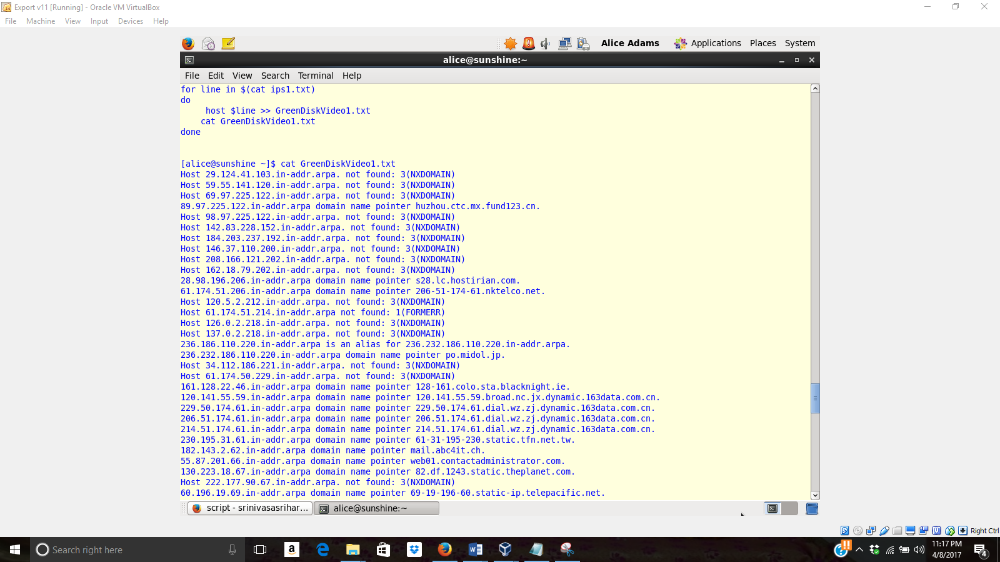 Export v11 [Running] - Oracle VM VirtualBox
File Machine View Input Devices Help
Alice Adams Applications Places System
alice@sunshine:~
File Edit View Search Terminal Help
for line in $(cat ips1.txt)
do
     host $line >> GreenDiskVideo1.txt
    cat GreenDiskVideo1.txt
done
[alice@sunshine ~]$ cat GreenDiskVideo1.txt
Host 29.124.41.103.in-addr.arpa. not found: 3(NXDOMAIN)
Host 59.55.141.120.in-addr.arpa. not found: 3(NXDOMAIN)
Host 69.97.225.122.in-addr.arpa. not found: 3(NXDOMAIN)
89.97.225.122.in-addr.arpa domain name pointer huzhou.ctc.mx.fund123.cn.
Host 98.97.225.122.in-addr.arpa. not found: 3(NXDOMAIN)
Host 142.83.228.152.in-addr.arpa. not found: 3(NXDOMAIN)
Host 184.203.237.192.in-addr.arpa. not found: 3(NXDOMAIN)
Host 146.37.110.200.in-addr.arpa. not found: 3(NXDOMAIN)
Host 208.166.121.202.in-addr.arpa. not found: 3(NXDOMAIN)
Host 162.18.79.202.in-addr.arpa. not found: 3(NXDOMAIN)
28.98.196.206.in-addr.arpa domain name pointer s28.lc.hostirian.com.
61.174.51.206.in-addr.arpa domain name pointer 206-51-174-61.nktelco.net.
Host 120.5.2.212.in-addr.arpa. not found: 3(NXDOMAIN)
Host 61.174.51.214.in-addr.arpa not found: 1(FORMERR)
Host 126.0.2.218.in-addr.arpa. not found: 3(NXDOMAIN)
Host 137.0.2.218.in-addr.arpa. not found: 3(NXDOMAIN)
236.186.110.220.in-addr.arpa is an alias for 236.232.186.110.220.in-addr.arpa.
236.232.186.110.220.in-addr.arpa domain name pointer po.midol.jp.
Host 34.112.186.221.in-addr.arpa. not found: 3(NXDOMAIN)
Host 61.174.50.229.in-addr.arpa. not found: 3(NXDOMAIN)
161.128.22.46.in-addr.arpa domain name pointer 128-161.colo.sta.blacknight.ie.
120.141.55.59.in-addr.arpa domain name pointer 120.141.55.59.broad.nc.jx.dynamic.163data.com.cn.
229.50.174.61.in-addr.arpa domain name pointer 229.50.174.61.dial.wz.zj.dynamic.163data.com.cn.
206.51.174.61.in-addr.arpa domain name pointer 206.51.174.61.dial.wz.zj.dynamic.163data.com.cn.
214.51.174.61.in-addr.arpa domain name pointer 214.51.174.61.dial.wz.zj.dynamic.163data.com.cn.
230.195.31.61.in-addr.arpa domain name pointer 61-31-195-230.static.tfn.net.tw.
182.143.2.62.in-addr.arpa domain name pointer mail.abc4it.ch.
55.87.201.66.in-addr.arpa domain name pointer web01.contactadministrator.com.
130.223.18.67.in-addr.arpa domain name pointer 82.df.1243.static.theplanet.com.
Host 222.177.90.67.in-addr.arpa. not found: 3(NXDOMAIN)
60.196.19.69.in-addr.arpa domain name pointer 69-19-196-60.static-ip.telepacific.net.
script - srinivasasrihar... alice@sunshine:~
Right Ctrl
Search right here
11:17 PM
4/8/2017
4